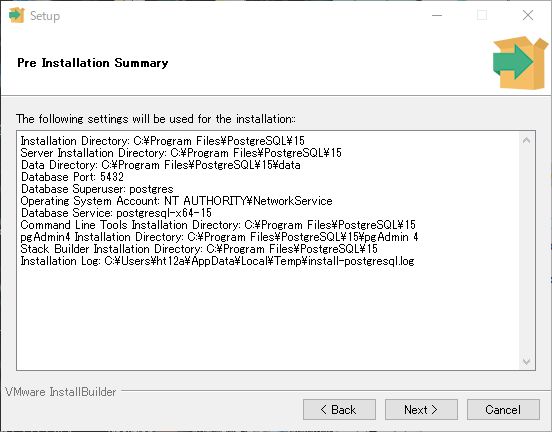 Setup
Pre Installation Summary
The following settings will be used for the installation:
Installation Directory: C:¥Program Files¥PostgreSQL¥15
Server Installation Directory: C:¥Program Files¥PostgreSQL¥15
Data Directory: C:¥Program Files¥PostgreSQL¥15¥data
Database Port: 5432
Database Superuser: postgres
Operating System Account: NT AUTHORITY¥NetworkService
Database Service: postgresql-x64-15
Command Line Tools Installation Directory: C:¥Program Files¥PostgreSQL¥15
pgAdmin4 Installation Directory: C:¥Program Files¥PostgreSQL¥15¥pgAdmin 4
Stack Builder Installation Directory: C:¥Program Files¥PostgreSQL¥15
Installation Log: C:¥Users¥ht12a¥AppData¥Local¥Temp¥install-postgresql.log
VMware InstallBuilder
< Back
Next >
Cancel